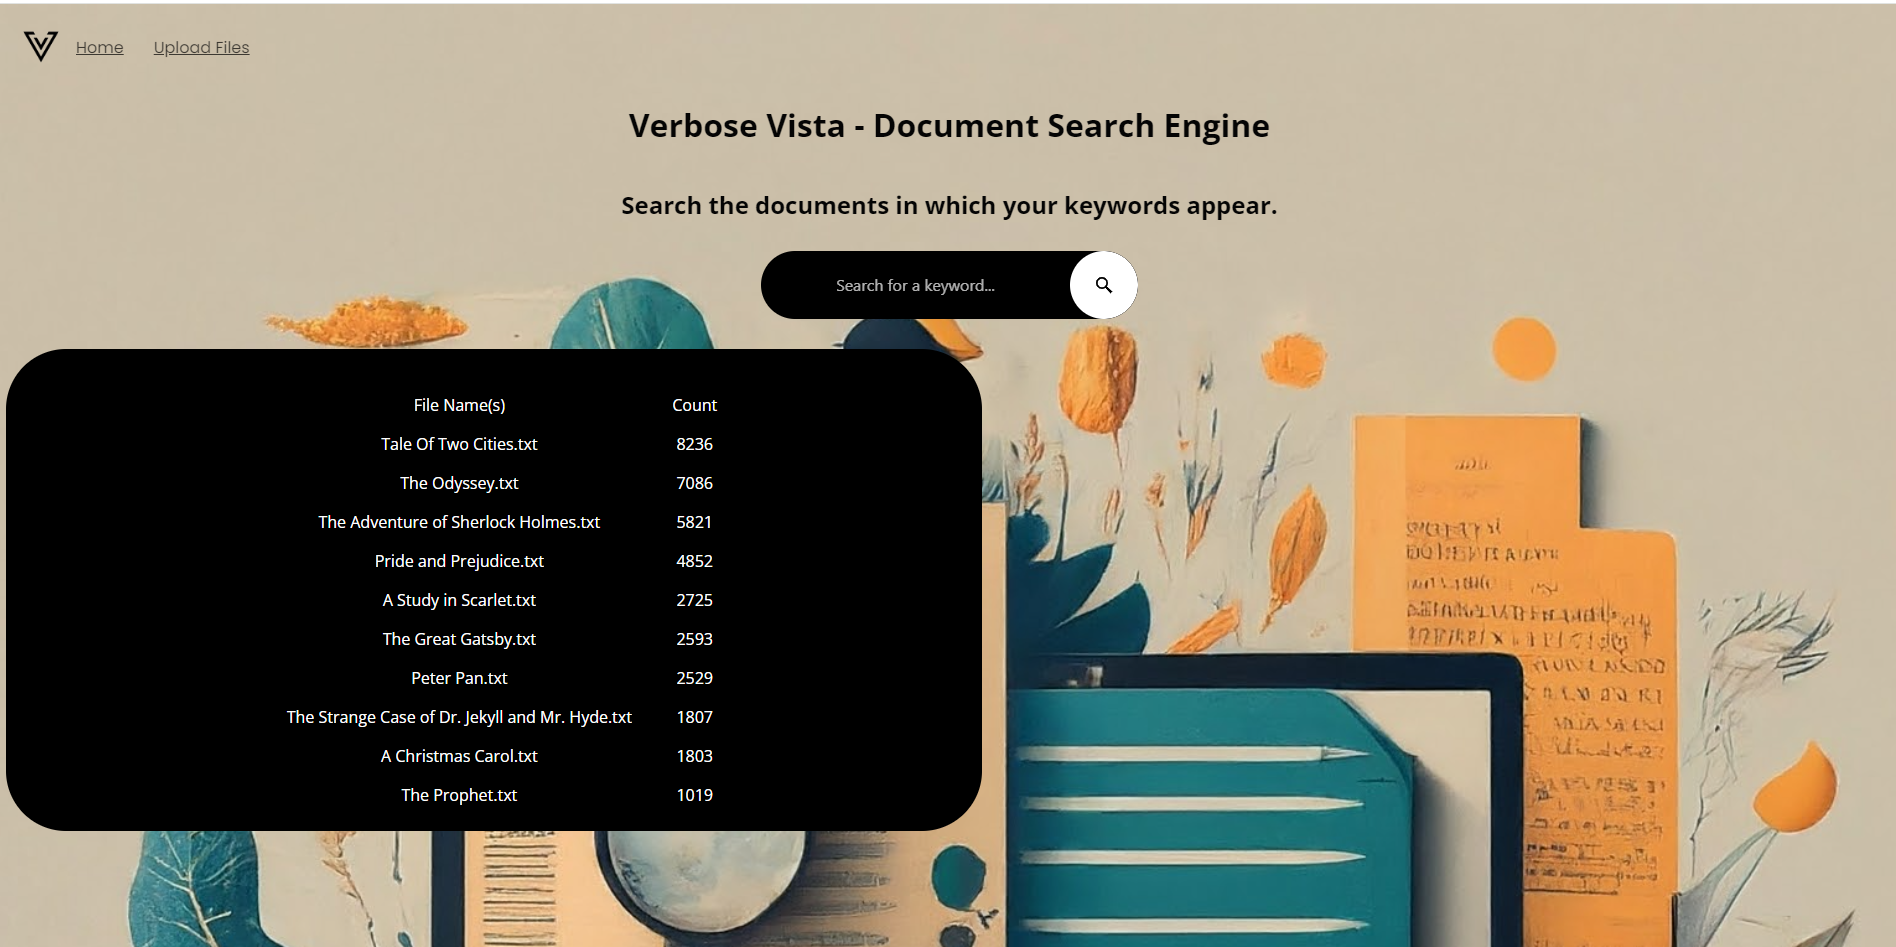 Home Upload Files
Verbose Vista - Document Search Engine
Search the documents in which your keywords appear.
Search for a keyword...
File Name(s) Count
Tale Of Two Cities.txt 8236
The Odyssey.txt 7086
The Adventure of Sherlock Holmes.txt 5821
Pride and Prejudice.txt 4852
A Study in Scarlet.txt 2725
The Great Gatsby.txt 2593
Peter Pan.txt 2529
The Strange Case of Dr. Jekyll and Mr. Hyde.txt 1807
A Christmas Carol.txt 1803
The Prophet.txt 1019